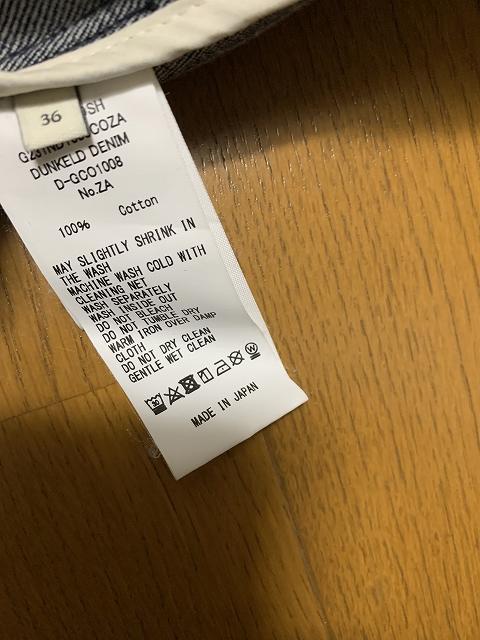 36
DUNKELD DENIM
D-GCO1008
No.ZA
100% Cotton
MAY SLIGHTLY SHRINK IN
THE WASH
MACHINE WASH COLD WITH
CLEANING NET
WASH SEPARATELY
WASH INSIDE OUT
DO NOT BLEACH
DO NOT TUMBLE DRY
WARM IRON OVER DAMP
CLOTH
DO NOT DRY CLEAN
GENTLE WET CLEAN
30 W
MADE IN JAPAN